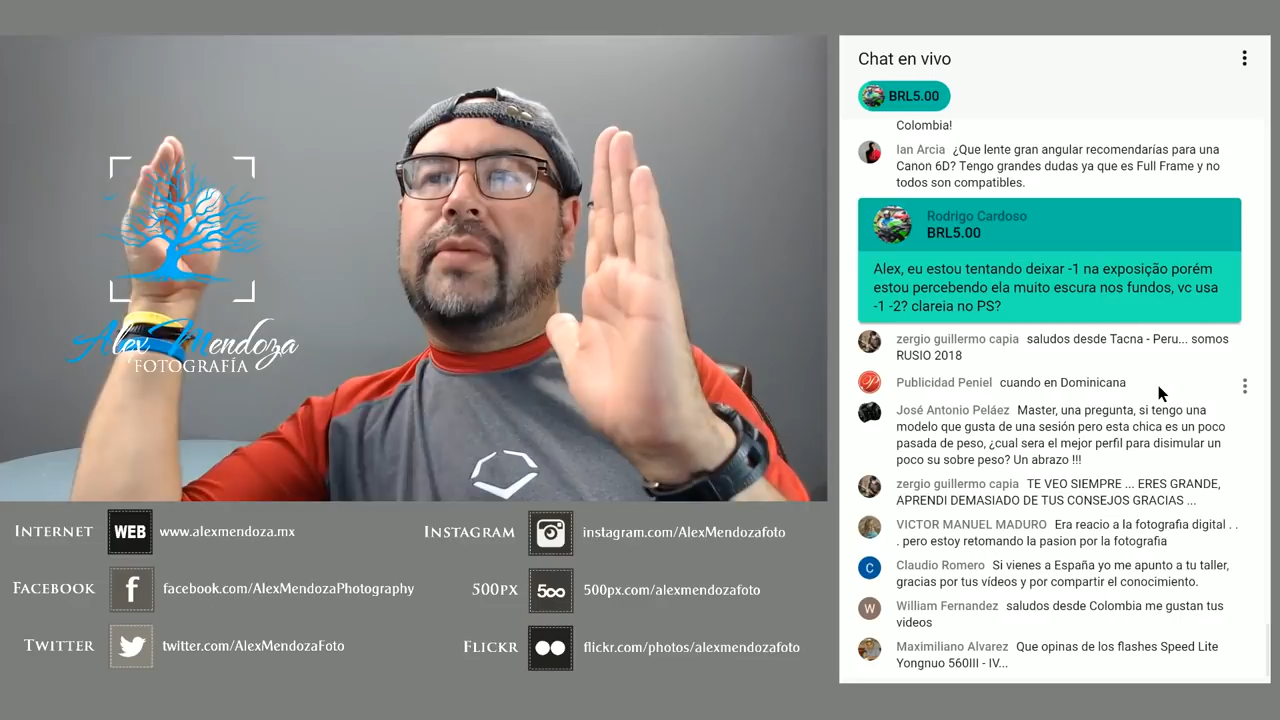 Alex Mendoza
FOTOGRAFÍA
INTERNET
WEB
www.alexmendoza.mx
FACEBOOK
f
facebook.com/AlexMendozaPhotography
TWITTER
twitter.com/AlexMendozaFoto
INSTAGRAM
instagram.com/AlexMendozafoto
500PX
500
500px.com/alexmendozafoto
FLICKR
flickr.com/photos/alexmendozafoto
Chat en vivo
BRL5.00
Colombia!
Ian Arcia ¿Que lente gran angular recomendarías para una
Canon 6D? Tengo grandes dudas ya que es Full Frame y no
todos son compatibles.
Rodrigo Cardoso
BRL5.00
Alex, eu estou tentando deixar -1 na exposição porém
estou percebendo ela muito escura nos fundos, vc usa
-1 -2? clareia no PS?
zergio guillermo capia saludos desde Tacna - Peru... somos
RUSIO 2018
Publicidad Peniel cuando en Dominicana
José Antonio Peláez Master, una pregunta, si tengo una
modelo que gusta de una sesión pero esta chica es un poco
pasada de peso, ¿cual sera el mejor perfil para disimular un
poco su sobre peso? Un abrazo !!!
zergio guillermo capia TE VEO SIEMPRE ... ERES GRANDE,
APRENDI DEMASIADO DE TUS CONSEJOS GRACIAS ...
VICTOR MANUEL MADURO Era reacio a la fotografia digital . .
. pero estoy retomando la pasion por la fotografia
C
Claudio Romero Si vienes a España yo me apunto a tu taller,
gracias por tus vídeos y por compartir el conocimiento.
W
William Fernandez saludos desde Colombia me gustan tus
videos
Maximiliano Alvarez Que opinas de los flashes Speed Lite
Yongnuo 560III - IV...